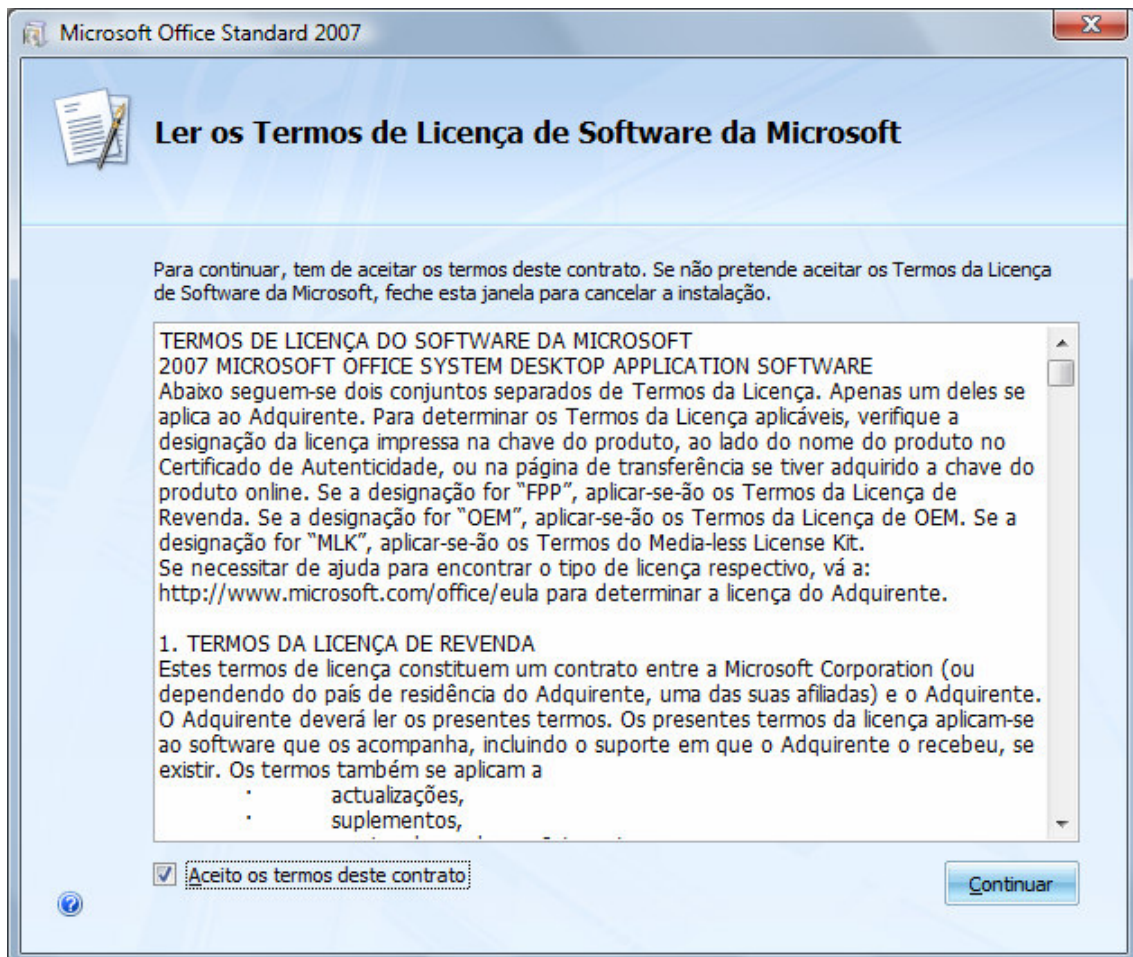 Microsoft Office Standard 2007
Ler os Termos de Licença de Software da Microsoft
Para continuar, tem de aceitar os termos deste contrato. Se não pretende aceitar os Termos da Licença
de Software da Microsoft, feche esta janela para cancelar a instalação.
TERMOS DE LICENÇA DO SOFTWARE DA MICROSOFT
2007 MICROSOFT OFFICE SYSTEM DESKTOP APPLICATION SOFTWARE
Abaixo seguem-se dois conjuntos separados de Termos da Licença. Apenas um deles se
aplica ao Adquirente. Para determinar os Termos da Licença aplicáveis, verifique a
designação da licença impressa na chave do produto, ao lado do nome do produto no
Certificado de Autenticidade, ou na página de transferência se tiver adquirido a chave do
produto online. Se a designação for “FPP”, aplicar-se-ão os Termos da Licença de
Revenda. Se a designação for “OEM”, aplicar-se-ão os Termos da Licença de OEM. Se a
designação for “MLK”, aplicar-se-ão os Termos do Media-less License Kit.
Se necessitar de ajuda para encontrar o tipo de licença respectivo, vá a:
http://www.microsoft.com/office/eula para determinar a licença do Adquirente.
1. TERMOS DA LICENÇA DE REVENDA
Estes termos de licença constituem um contrato entre a Microsoft Corporation (ou
dependendo do país de residência do Adquirente, uma das suas afiliadas) e o Adquirente.
O Adquirente deverá ler os presentes termos. Os presentes termos da licença aplicam-se
ao software que os acompanha, incluindo o suporte em que o Adquirente o recebeu, se
existir. Os termos também se aplicam a
· actualizações,
· suplementos,
Aceito os termos deste contrato
Continuar